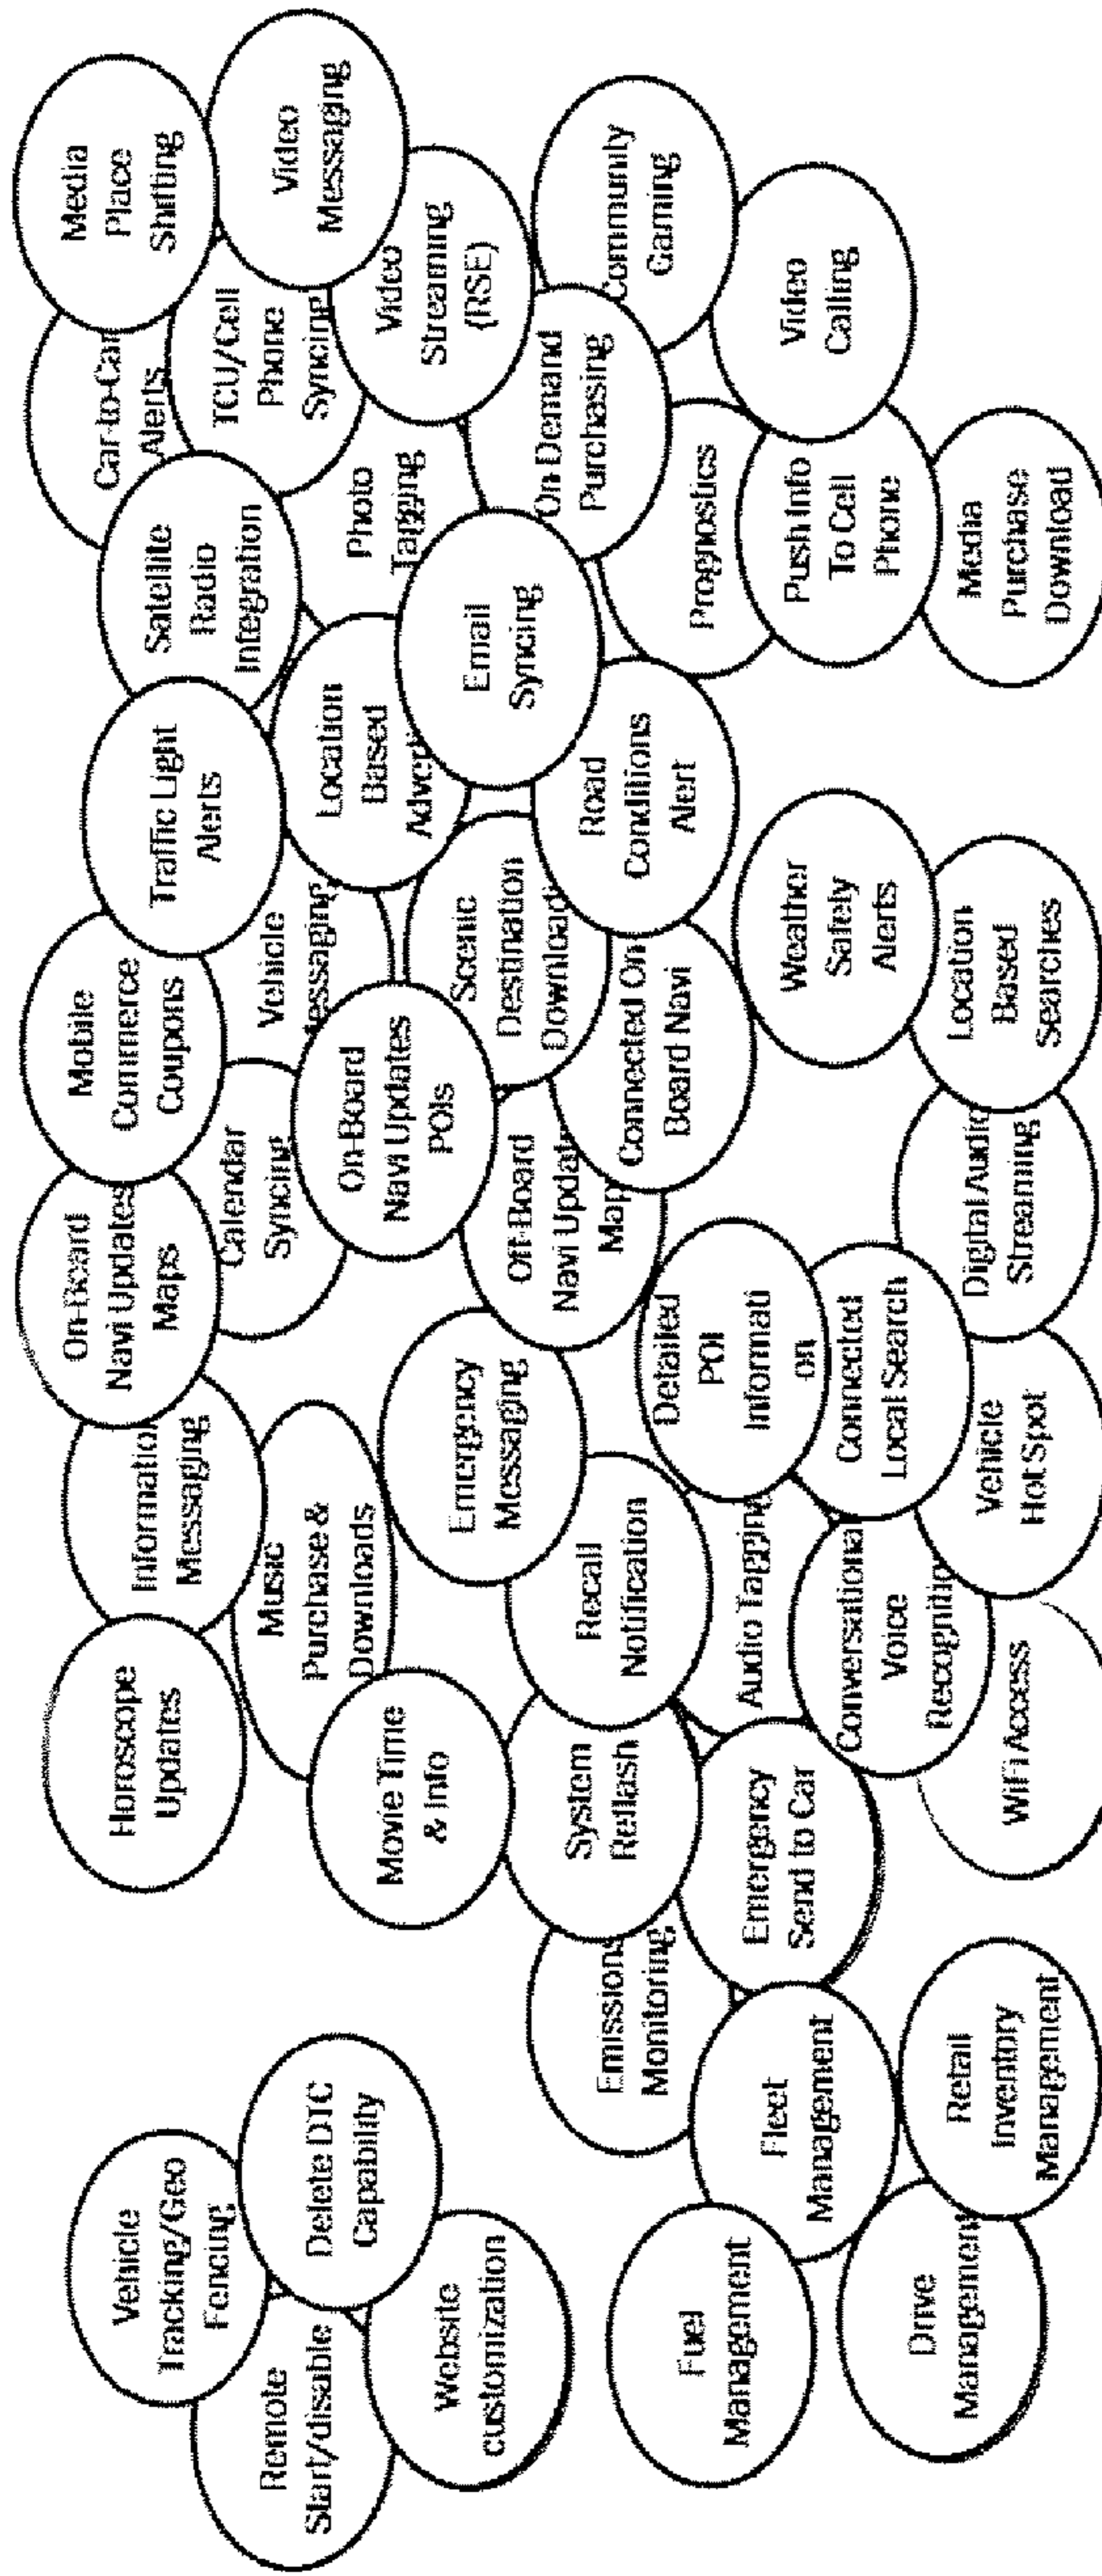 Vehicle
Tracking/Geo
Fencing
Remote
Start/disable
Delete DTC
Capability
Website
customization
Fuel
Management
Drive
Management
Fleet
Management
Retail
Inventory
Management
Emissions
Monitoring
Emergency
Send to Car
System
Reflash
Horoscope
Updates
Movie Time
& Info
Music
Purchase &
Downloads
Information
Messaging
Emergency
Messaging
Recall
Notification
Audio Tagging
Conversational
Voice
Recognitio
WiFi Access
Vehicle
Hot Spot
Connected
Local Search
Detailed
POI
Informati
on
Digital Audio
Streaming
Location
Based
Searches
Weather
Safely
Alerts
On-Board
Navi Updates
Maps
Calendar
Syncing
Mobile
Commerce
Coupons
On-Board
Navi Updates
POIs
Off-Board
Navi Updat
Map
Connected On
Board Navi
Scenic
Destination
Downloadi
Vehicle
Messaging
Traffic Light
Alerts
Location
Based
Adverti
Road
Conditions
Alert
Email
Syncing
Satellite
Radio
Integration
Photo
Tagging
Car-to-Car
Alerts
TCU/Cell
Phone
Syncing
Media
Place
Shifting
Video
Messaging
Video
Streaming
(RSE)
On Demand
Purchasing
Community
Gaming
Prognostics
Push Info
To Cell
Phone
Video
Calling
Media
Purchase
Download